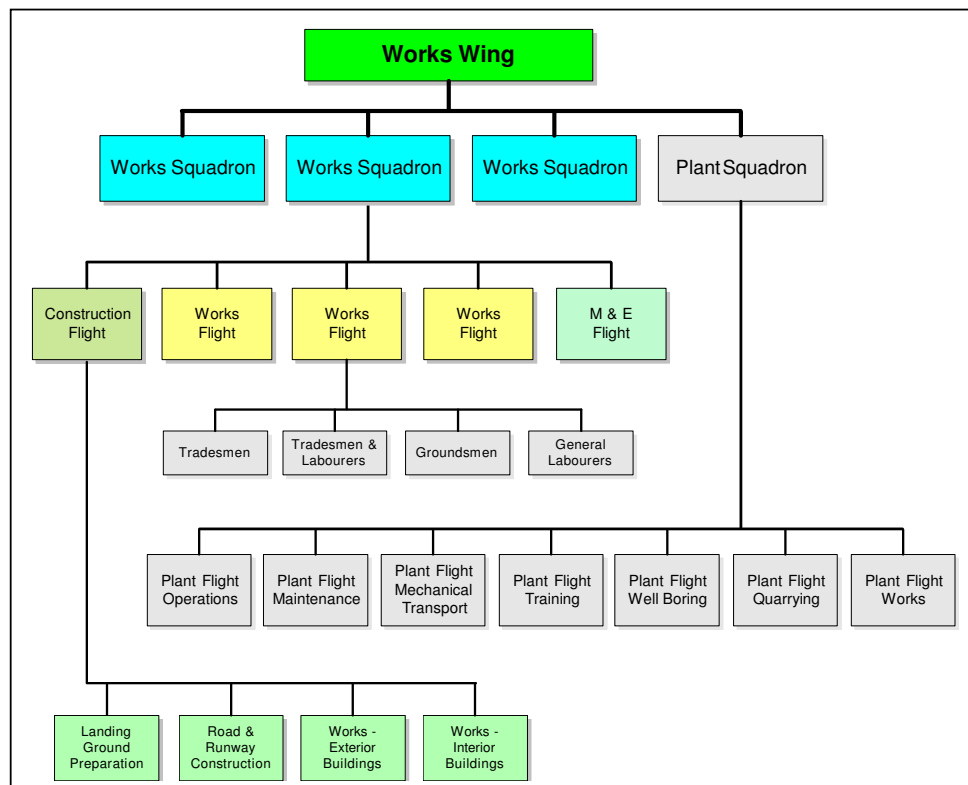 Works Wing
Works Squadron
Works Squadron
Works Squadron
Plant Squadron
Construction
Flight
Works
Flight
Works
Flight
Works
Flight
M & E
Flight
Tradesmen
Tradesmen &
Labourers
Groundsmen
General
Labourers
Plant Flight
Operations
Plant Flight
Maintenance
Plant Flight
Mechanical
Transport
Plant Flight
Training
Plant Flight
Well Boring
Plant Flight
Quarrying
Plant Flight
Works
Landing
Ground
Preparation
Road &
Runway
Construction
Works -
Exterior
Buildings
Works -
Interior
Buildings